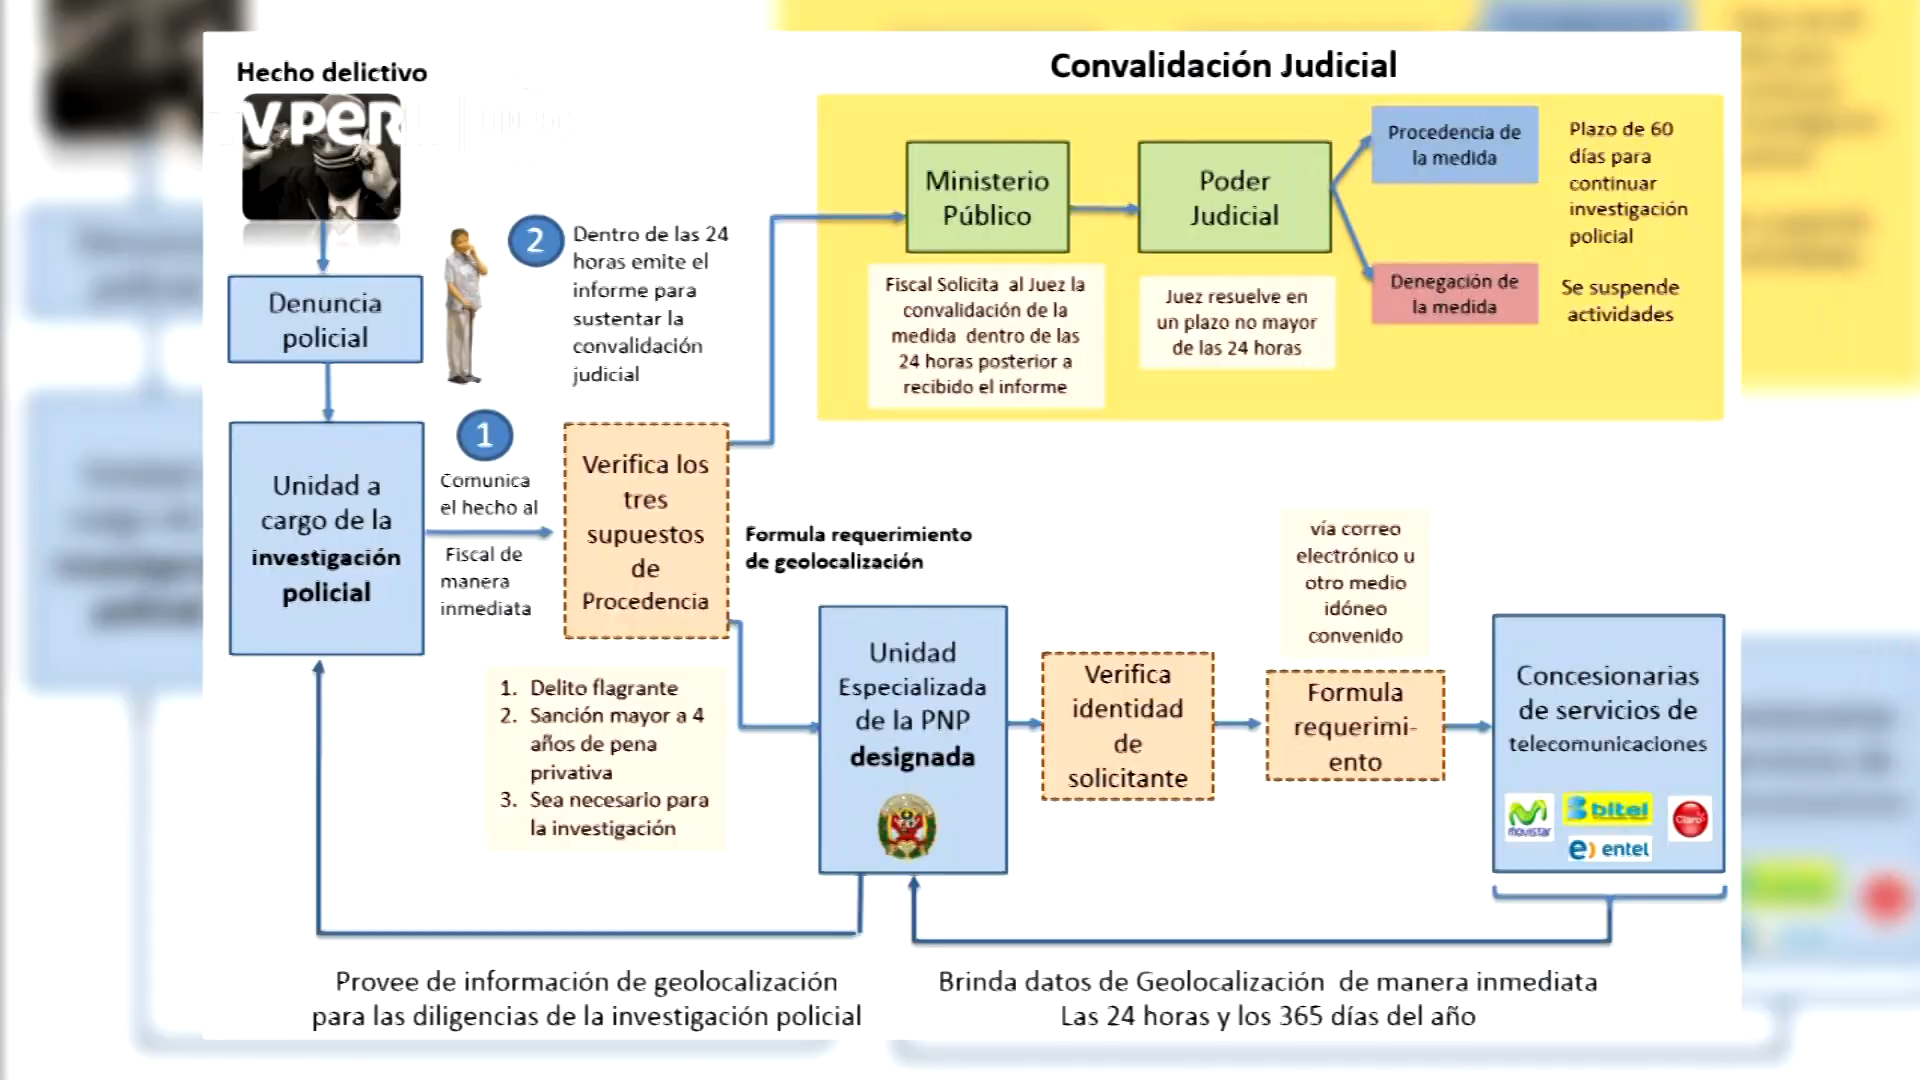 Hecho delictivo
Convalidación Judicial
TV PERÚ
Denuncia
policial
2
Dentro de las 24
horas emite el
informe para
sustentar la
convalidación
judicial
Ministerio
Público
Poder
Judicial
Procedencia de
la medida
Plazo de 60
días para
continuar
investigación
policial
Denegación de
la medida
Se suspende
actividades
Fiscal Solicita al Juez la
convalidación de la
medida dentro de las
24 horas posterior a
recibido el informe
Juez resuelve en
un plazo no mayor
de las 24 horas
Unidad a
cargo de la
investigación
policial
1
Comunica
el hecho al
Fiscal de
manera
inmediata
Verifica los
tres
supuestos
de
Procedencia
Formula requerimiento
de geolocalización
1. Delito flagrante
2. Sanción mayor a 4
años de pena
privativa
3. Sea necesario para
la investigación
Unidad
Especializada
de la PNP
designada
Verifica
identidad
de
solicitante
vía correo
electrónico u
otro medio
idóneo
convenido
Formula
requerimi-
ento
Concesionarias
de servicios de
telecomunicaciones
movistar
bitel
Claro
entel
Provee de información de geolocalización
para las diligencias de la investigación policial
Brinda datos de Geolocalización de manera inmediata
Las 24 horas y los 365 días del año